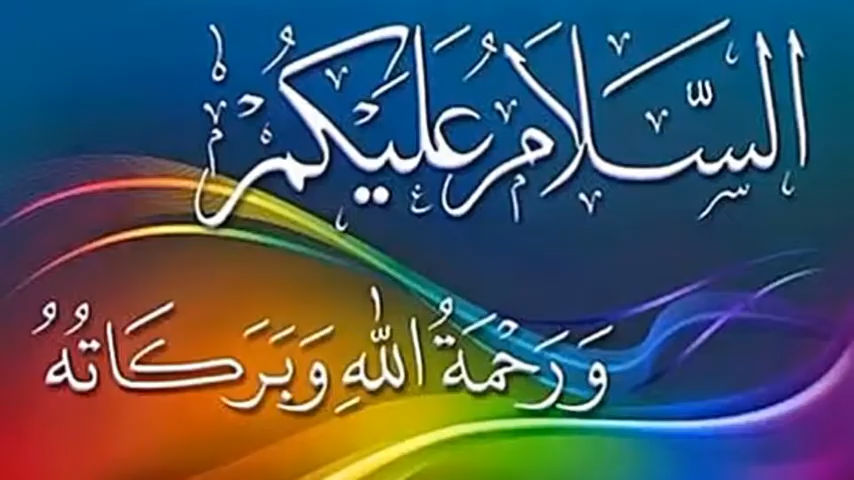 السَّلَامُ عَلَيْكُمْ
وَرَحْمَةُ اللهِ وَبَرَكَاتُهُ